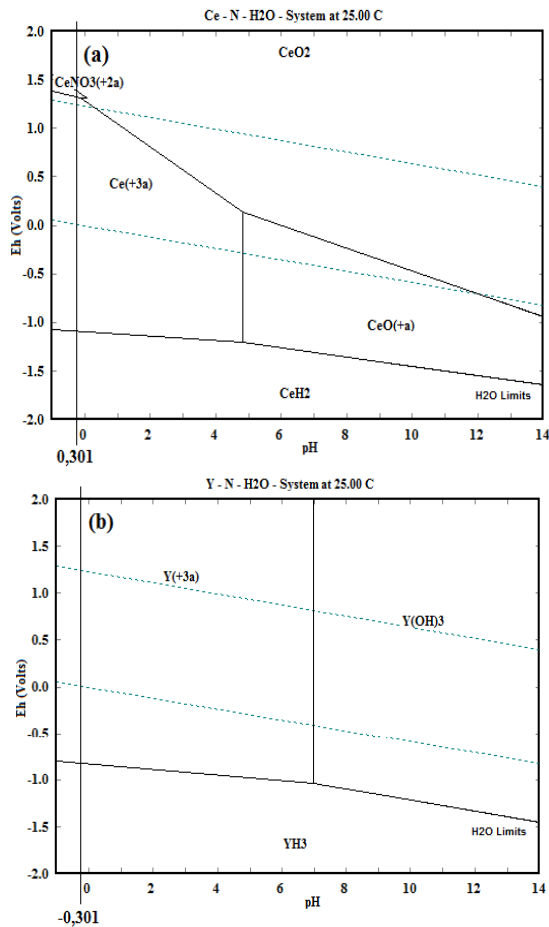 Ce - N - H2O - System at 25.00 C
2.0
(a)
CeO2
CeNO3(+2a)
1.5
1.0
Ce(+3a)
0.5
0.0
Eh (Volts)
-0.5
CeO(+a)
-1.0
-1.5
CeH2
H2O Limits
-2.0
0 2 4 6 8 10 12 14
0,301
pH
Y - N - H2O - System at 25.00 C
2.0
(b)
1.5
Y(+3a)
1.0
Y(OH)3
0.5
0.0
Eh (Volts)
-0.5
-1.0
-1.5
H2O Limits
YH3
-2.0
0 2 4 6 8 10 12 14
-0,301
pH